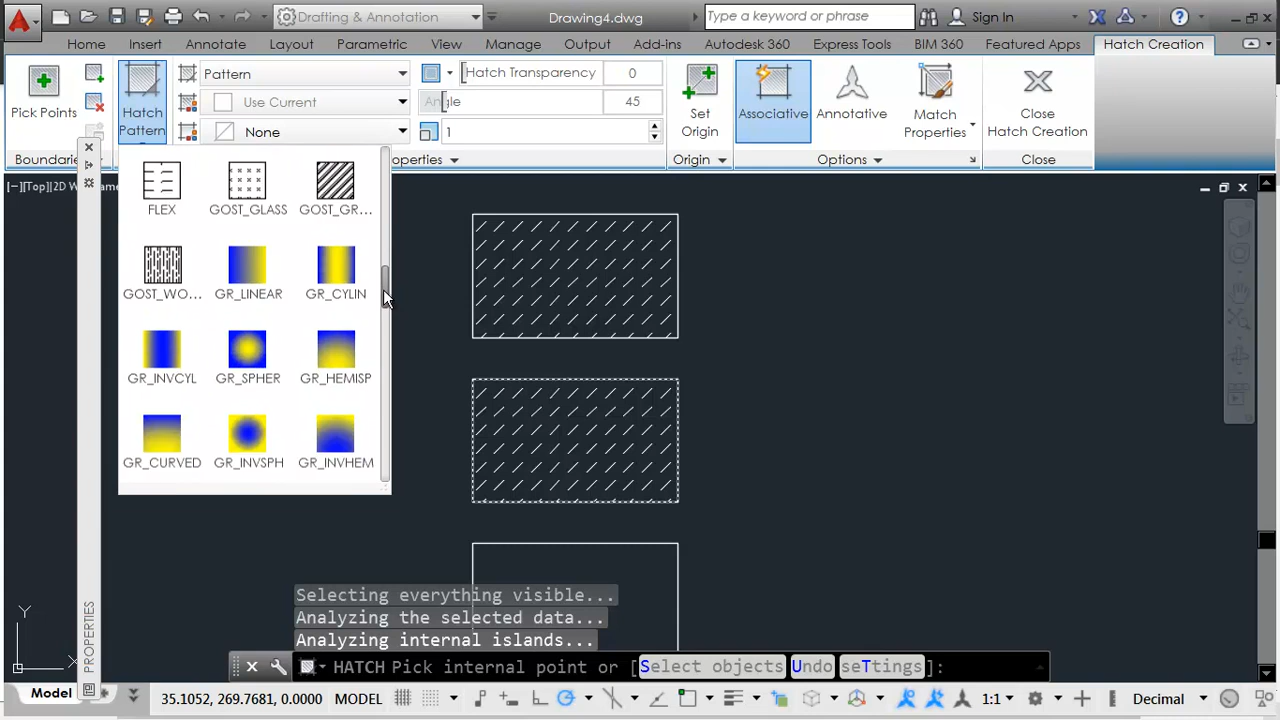 Drafting & Annotation
Drawing4.dwg
Type a keyword or phrase
Sign In
Home Insert Annotate Layout Parametric View Manage Output Add-ins Autodesk 360 Express Tools BIM 360 Featured Apps Hatch Creation
Pick Points
Hatch Pattern
Pattern
Use Current
None
Hatch Transparency 0
Angle 45
1
Set Origin
Associative
Annotative
Match Properties
Close Hatch Creation
Origin
Options
Close
[−][Top]
FLEX GOST_GLASS GOST_GR...
GOST_WO... GR_LINEAR GR_CYLIN
GR_INVCYL GR_SPHER GR_HEMISP
GR_CURVED GR_INVSPH GR_INVHEM
PROPERTIES
Y
X
Selecting everything visible...
Analyzing the selected data...
Analyzing internal islands...
HATCH Pick internal point or [Select objects Undo seTtings]:
Model
35.1052, 269.7681, 0.0000 MODEL
1:1
Decimal